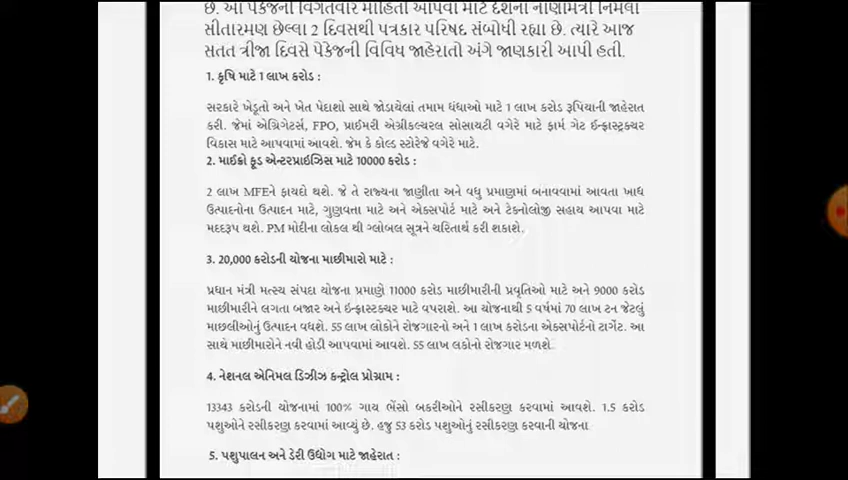 છે. આ પેકેજની વિગતવાર માહિતી આપવા માટે દેશના નાણામંત્રી નિર્મલા
સીતારમણ છેલ્લા 2 દિવસથી પત્રકાર પરિષદ સંબોધી રહ્યા છે. ત્યારે આજ
સતત ત્રીજા દિવસે પેકેજની વિવિધ જાહેરાતો અંગે જાણકારી આપી હતી.
1. કૃષિ માટે 1 લાખ કરોડ :
સરકારે ખેડૂતો અને ખેત પેદાશો સાથે જોડાયેલાં તમામ ધંધાઓ માટે 1 લાખ કરોડ રૂપિયાની જાહેરાત
કરી. જેમાં એગ્રિગેટર્સ, FPO, પ્રાઈમરી એગ્રીકલ્ચરલ સોસાયટી વગેરે માટે ફાર્મ ગેટ ઈન્ફ્રાસ્ટ્રક્ચર
વિકાસ માટે આપવામાં આવશે. જેમ કે કોલ્ડ સ્ટોરેજે વગેરે માટે.
2. માઈક્રો ફૂડ એન્ટરપ્રાઇઝિસ માટે 10000 કરોડ :
2 લાખ MFEને ફાયદો થશે. જે તે રાજ્યના જાણીતા અને વધુ પ્રમાણમાં બનાવવામાં આવતા ખાદ્ય
ઉત્પાદનોના ઉત્પાદન માટે, ગુણવત્તા માટે અને એક્સપોર્ટ માટે અને ટેક્નોલોજી સહાય આપવા માટે
મદદરૂપ થશે. PM મોદીના લોકલ થી ગ્લોબલ સૂત્રને ચરિતાર્થ કરી શકાશે.
3. 20,000 કરોડની યોજના માછીમારો માટે :
પ્રધાન મંત્રી મત્સ્ય સંપદા યોજના પ્રમાણે 11000 કરોડ માછીમારીની પ્રવૃતિઓ માટે અને 9000 કરોડ
માછીમારીને લગતા બજાર અને ઇન્ફ્રાસ્ટકચર માટે વપરાશે. આ યોજનાથી 5 વર્ષમાં 70 લાખ ટન જેટલું
માછલીઓનું ઉત્પાદન વધશે. 55 લાખ લોકોને રોજગારનો અને 1 લાખ કરોડના એક્સપોર્ટનો ટાર્ગેટ. આ
સાથે માછીમારોને નવી હોડી આપવામાં આવશે. 55 લાખ લકોનો રોજગાર મળશે
4. નેશનલ એનિમલ ડિઝીઝ કન્ટ્રોલ પ્રોગ્રામ :
13343 કરોડની યોજનામાં 100% ગાય ભેંસો બકરીઓને રસીકરણ કરવામાં આવશે. 1.5 કરોડ
પશુઓને રસીકરણ કરવામાં આવ્યું છે. હજુ 53 કરોડ પશુઓનું રસીકરણ કરવાની યોજના
5. પશુપાલન અને ડેરી ઉદ્યોગ માટે જાહેરાત :